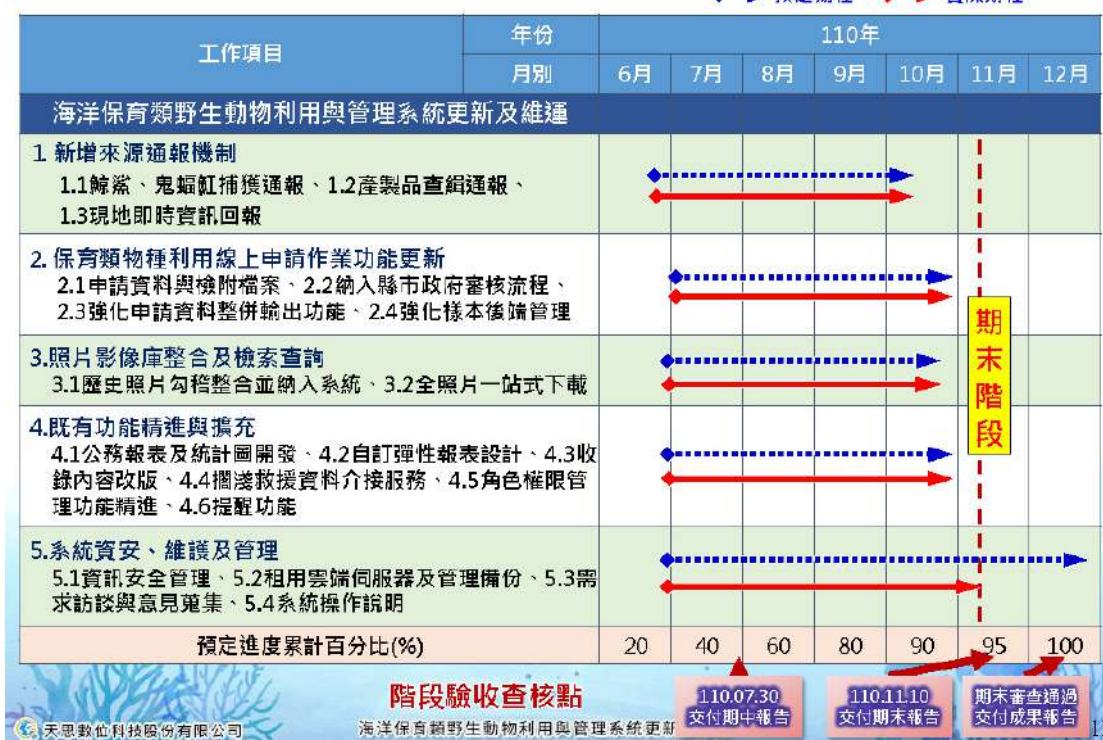 工作項目
年份
110年
月別
6月 7月 8月 9月 10月 11月 12月
海洋保育類野生動物利用與管理系統更新及維運
1 新增來源通報機制
1.1鯨鯊、鬼蝠魟捕獲通報、1.2產製品查緝通報、
1.3現地即時資訊回報
2. 保育類物種利用線上申請作業功能更新
2.1申請資料與檢附檔案、2.2納入縣市政府審核流程、
2.3強化申請資料整併輸出功能、2.4強化樣本後端管理
3.照片影像庫整合及檢索查詢
3.1歷史照片勾稽整合並納入系統、3.2全照片一站式下載
4.既有功能精進與擴充
4.1公務報表及統計圖開發、4.2自訂彈性報表設計、4.3收
錄內容改版、4.4擱淺救援資料介接服務、4.5角色權限管
理功能精進、4.6提醒功能
5.系統資安、維護及管理
5.1資訊安全管理、5.2租用雲端伺服器及管理備份、5.3需
求訪談與意見蒐集、5.4系統操作說明
期末階段
預定進度累計百分比(%) 20 40 60 80 90 95 100
階段驗收查核點
110.07.30
交付期中報告
110.11.10
交付期末報告
期末審查通過
交付成果報告
天思數位科技股份有限公司
海洋保育類野生動物利用與管理系統更新